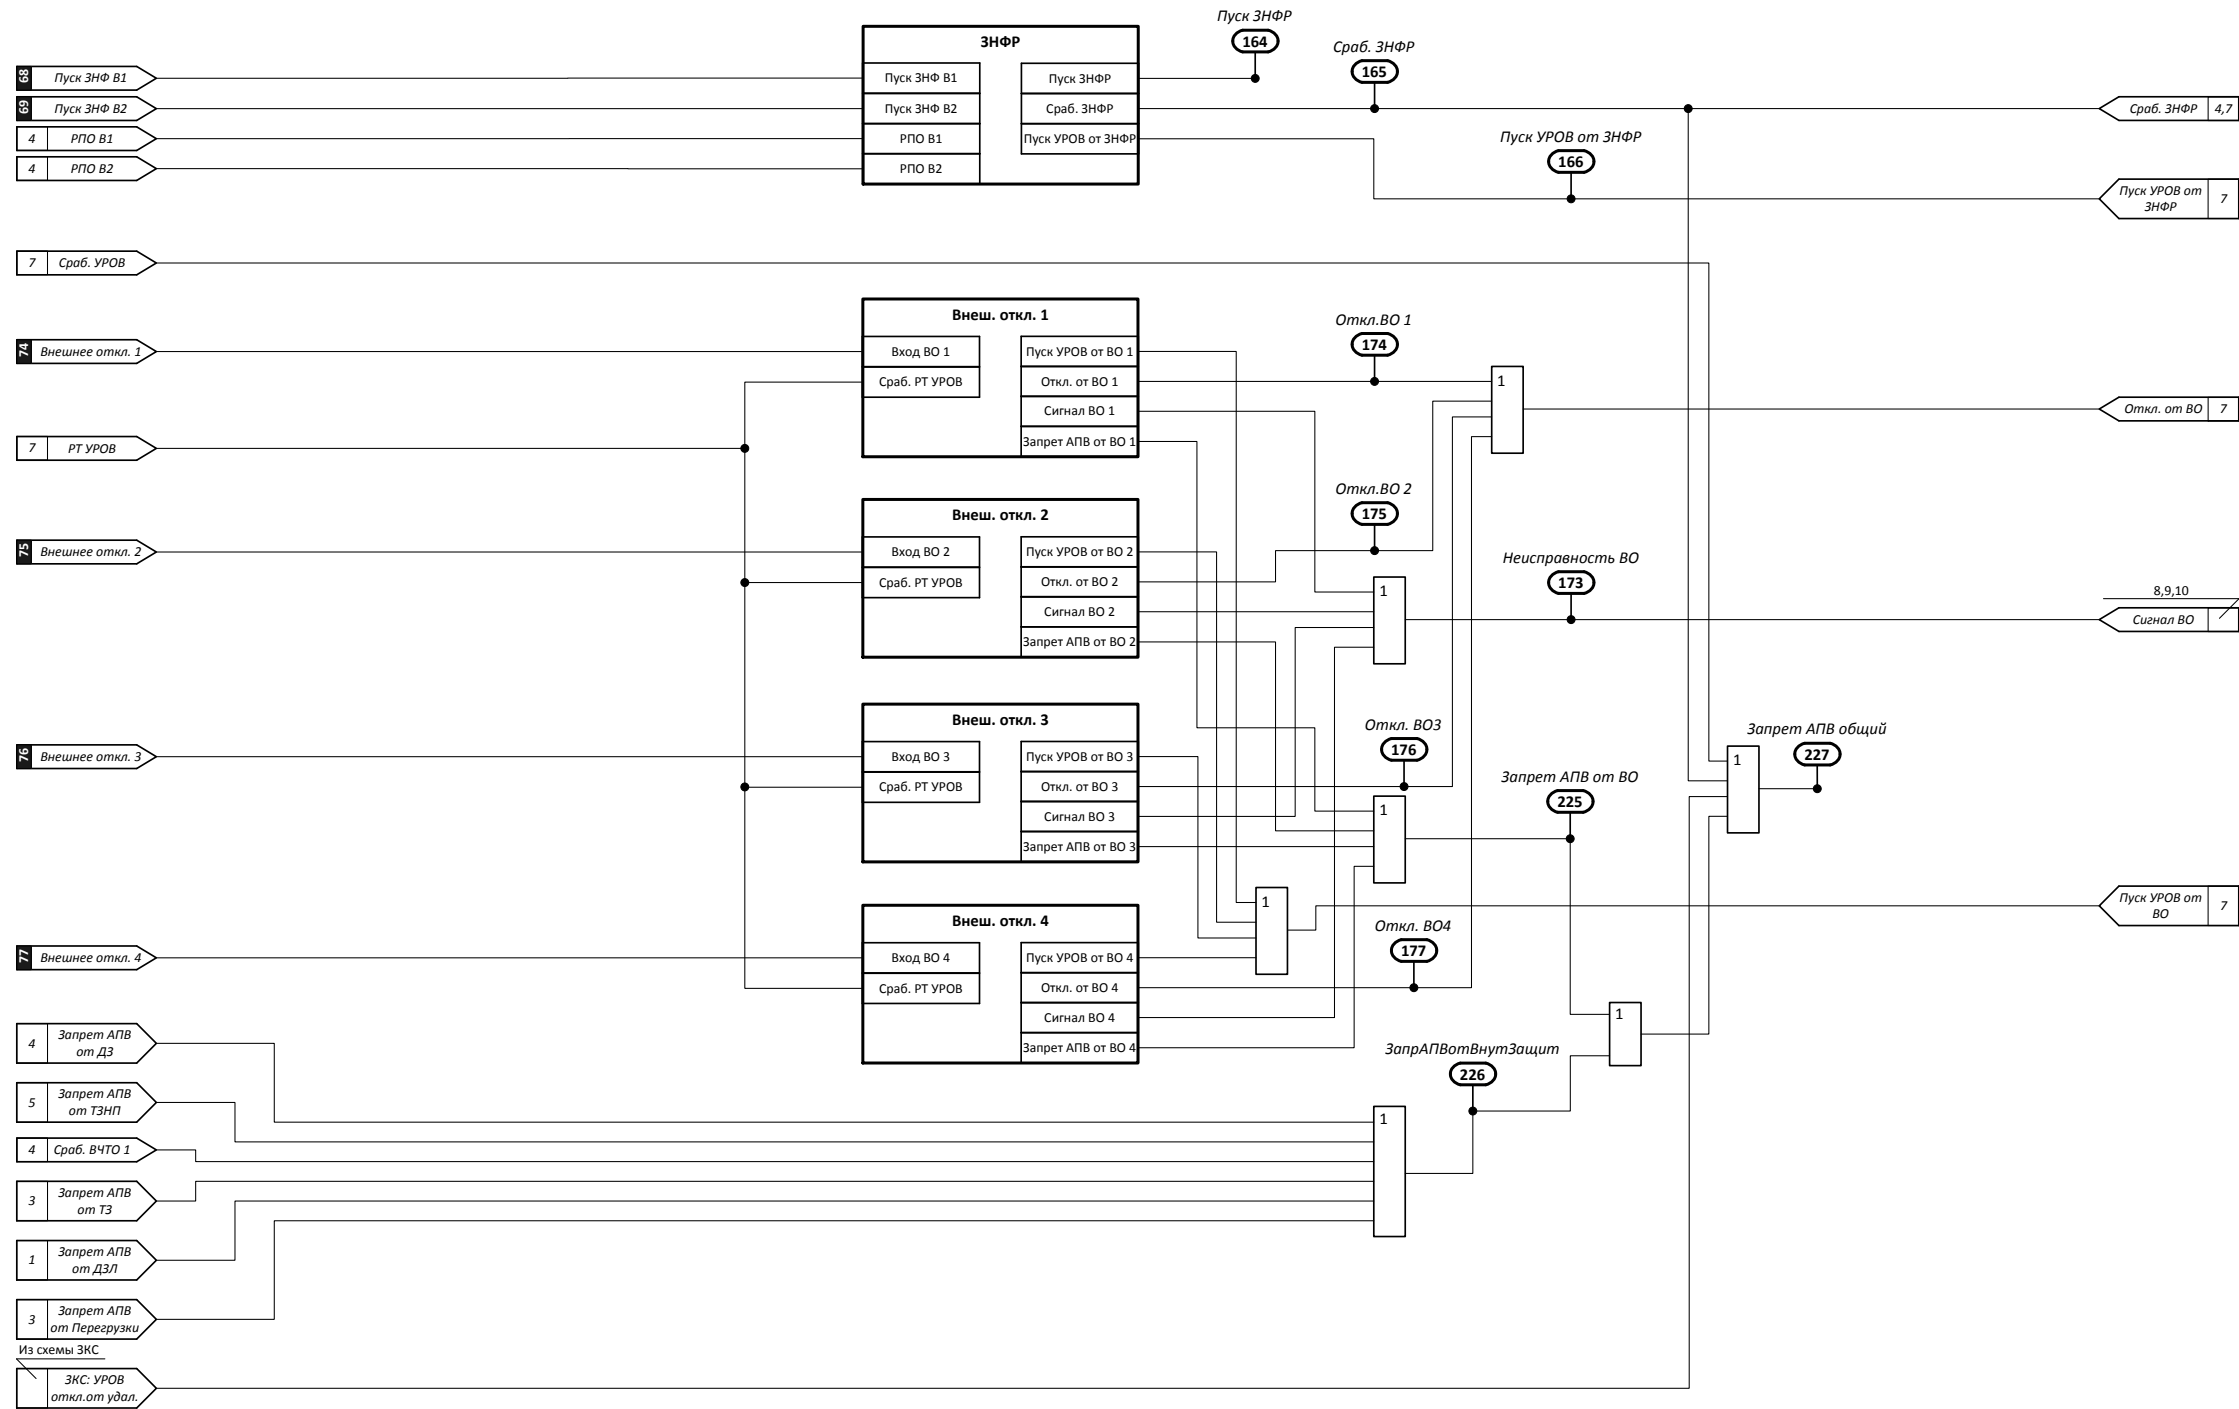 Пуск ЗНФР
164
Сраб. ЗНФР
165
ЗНФР
68 Пуск ЗНФ В1
Пуск ЗНФ В1
Пуск ЗНФР
69 Пуск ЗНФ В2
Пуск ЗНФ В2
Сраб. ЗНФР
Сраб. ЗНФР 4,7
4 РПО В1
РПО В1
Пуск УРОВ от ЗНФР
Пуск УРОВ от ЗНФР
166
4 РПО В2
РПО В2
Пуск УРОВ от
ЗНФР
7
7 Сраб. УРОВ
Внеш. откл. 1
Откл.ВО 1
174
74 Внешнее откл. 1
Вход ВО 1
Пуск УРОВ от ВО 1
Сраб. РТ УРОВ
Откл. от ВО 1
1
Сигнал ВО 1
Откл. от ВО 7
7 РТ УРОВ
Запрет АПВ от ВО 1
Внеш. откл. 2
Откл.ВО 2
175
75 Внешнее откл. 2
Вход ВО 2
Пуск УРОВ от ВО 2
Неисправность ВО
173
Сраб. РТ УРОВ
Откл. от ВО 2
1
8,9,10
Сигнал ВО 2
Сигнал ВО
Запрет АПВ от ВО 2
Внеш. откл. 3
Откл. ВО3
176
Запрет АПВ общий
227
76 Внешнее откл. 3
Вход ВО 3
Пуск УРОВ от ВО 3
1
Сраб. РТ УРОВ
Откл. от ВО 3
Запрет АПВ от ВО
225
Сигнал ВО 3
1
Запрет АПВ от ВО 3
Внеш. откл. 4
1
Пуск УРОВ от
ВО
7
Откл. ВО4
177
77 Внешнее откл. 4
Вход ВО 4
Пуск УРОВ от ВО 4
Сраб. РТ УРОВ
Откл. от ВО 4
Сигнал ВО 4
1
Запрет АПВ от ВО 4
ЗапрАПВотВнутЗащит
226
4
Запрет АПВ
от ДЗ
5
Запрет АПВ
от ТЗНП
1
4 Сраб. ВЧТО 1
3
Запрет АПВ
от ТЗ
1
Запрет АПВ
от ДЗЛ
3
Запрет АПВ
от Перегрузки
Из схемы ЗКС
ЗКС: УРОВ
откл.от удал.